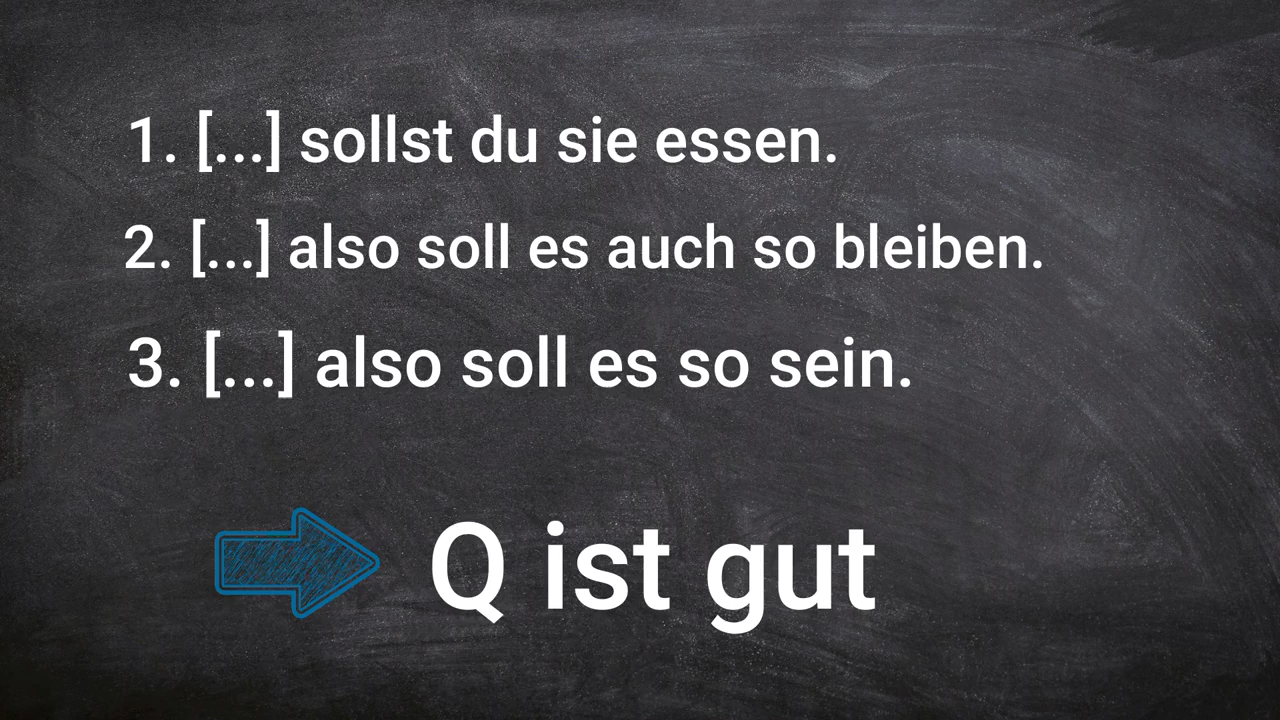 1. [...] sollst du sie essen.
2. [...] also soll es auch so bleiben.
3. [...] also soll es so sein.
Q ist gut